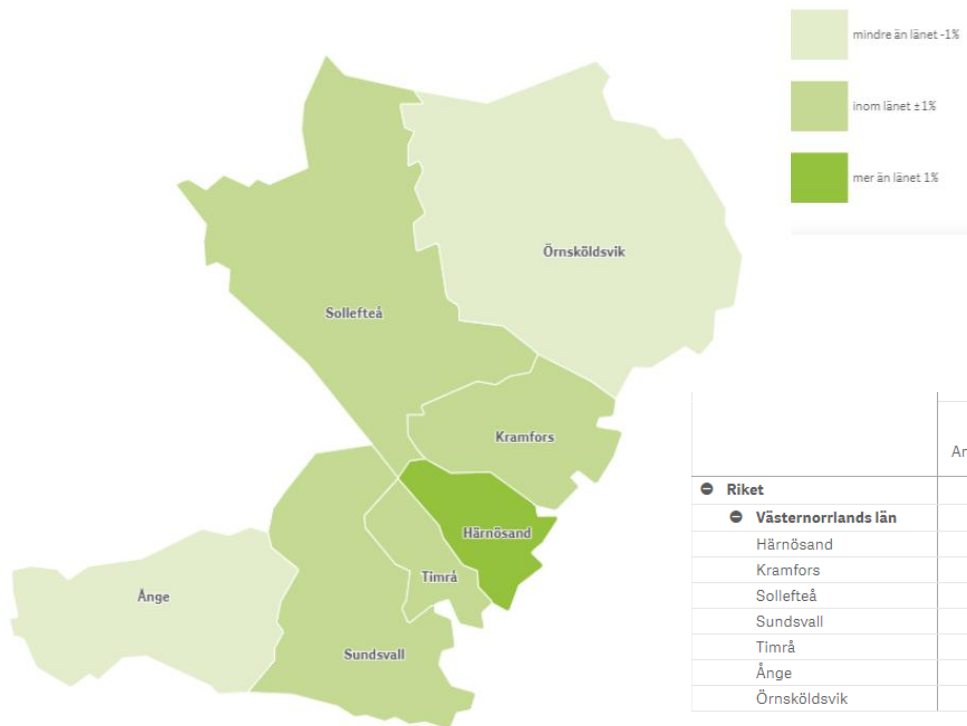 mindre än länet -1%
inom länet ±1%
mer än länet 1%
Örnsköldsvik
Sollefteå
Kramfors
Härnösand
Timrå
Ånge
Sundsvall
Riket
Västernorrlands län
Härnösand
Kramfors
Sollefteå
Sundsvall
Timrå
Ånge
Örnsköldsvik